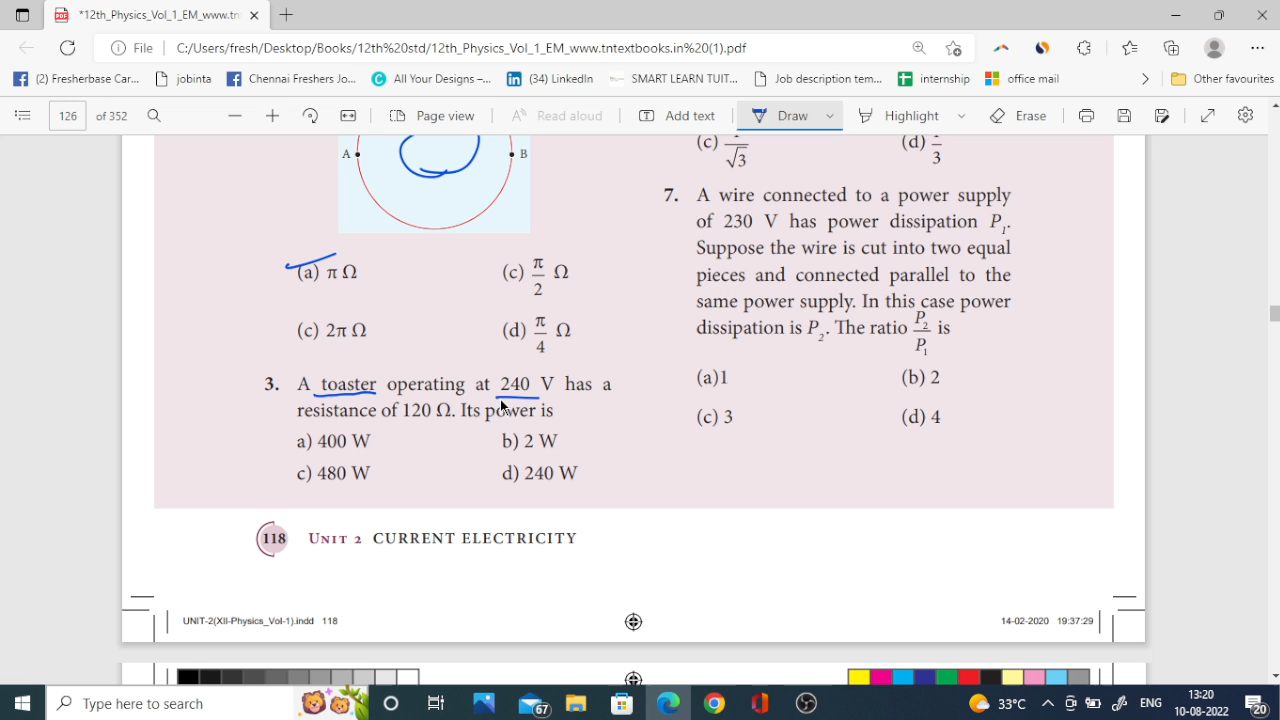 *12th_Physics_Vol_1_EM_www.tn
File
C:/Users/fresh/Desktop/Books/12th%20std/12th_Physics_Vol_1_EM_www.tntextbooks.in%20(1).pdf
(2) Fresherbase Car...
jobinta
Chennai Freshers Jo...
All Your Designs –...
(34) LinkedIn
SMART LEARN TUIT...
Job description tem...
internship
office mail
Other favourites
126 of 352
Page view
Read aloud
Add text
Draw
Highlight
Erase
A
B
(a) π Ω
(c) π/2 Ω
(c) 2π Ω
(d) π/4 Ω
3. A toaster operating at 240 V has a
resistance of 120 Ω. Its power is
a) 400 W
b) 2 W
c) 480 W
d) 240 W
(c) 1/√3
(d) 1/3
7. A wire connected to a power supply
of 230 V has power dissipation P₁.
Suppose the wire is cut into two equal
pieces and connected parallel to the
same power supply. In this case power
dissipation is P₂. The ratio P₂/P₁ is
(a)1
(b) 2
(c) 3
(d) 4
118 UNIT 2 CURRENT ELECTRICITY
UNIT-2(XII-Physics_Vol-1).indd 118
14-02-2020 19:37:29
Type here to search
67
33°C
ENG
13:20
10-08-2022
20